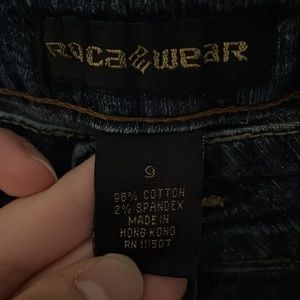 Rocawear
9
98% COTTON
2% SPANDEX
MADE IN
HONG KONG
RN 111507